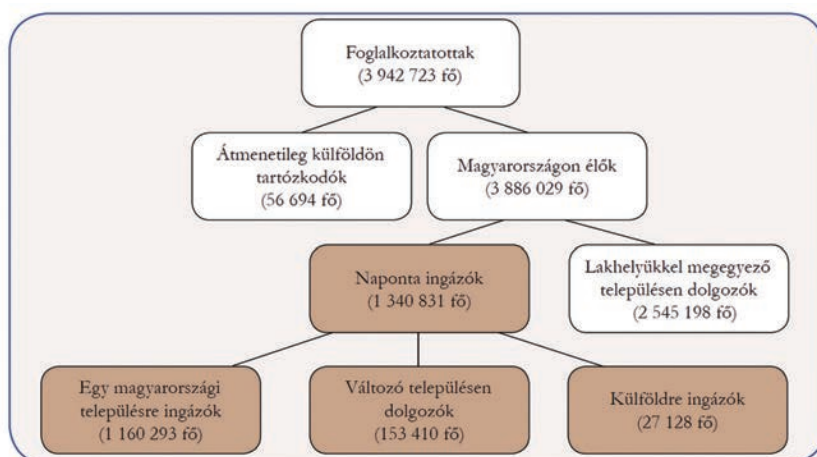 Foglalkoztatottak
(3 942 723 fő)
Átmenetileg külföldön
tartózkodók
(56 694 fő)
Magyarországon élők
(3 886 029 fő)
Naponta ingázók
(1 340 831 fő)
Lakhelyükkel megegyező
településen dolgozók
(2 545 198 fő)
Egy magyarországi
településre ingázók
(1 160 293 fő)
Változó településen
dolgozók
(153 410 fő)
Külföldre ingázók
(27 128 fő)